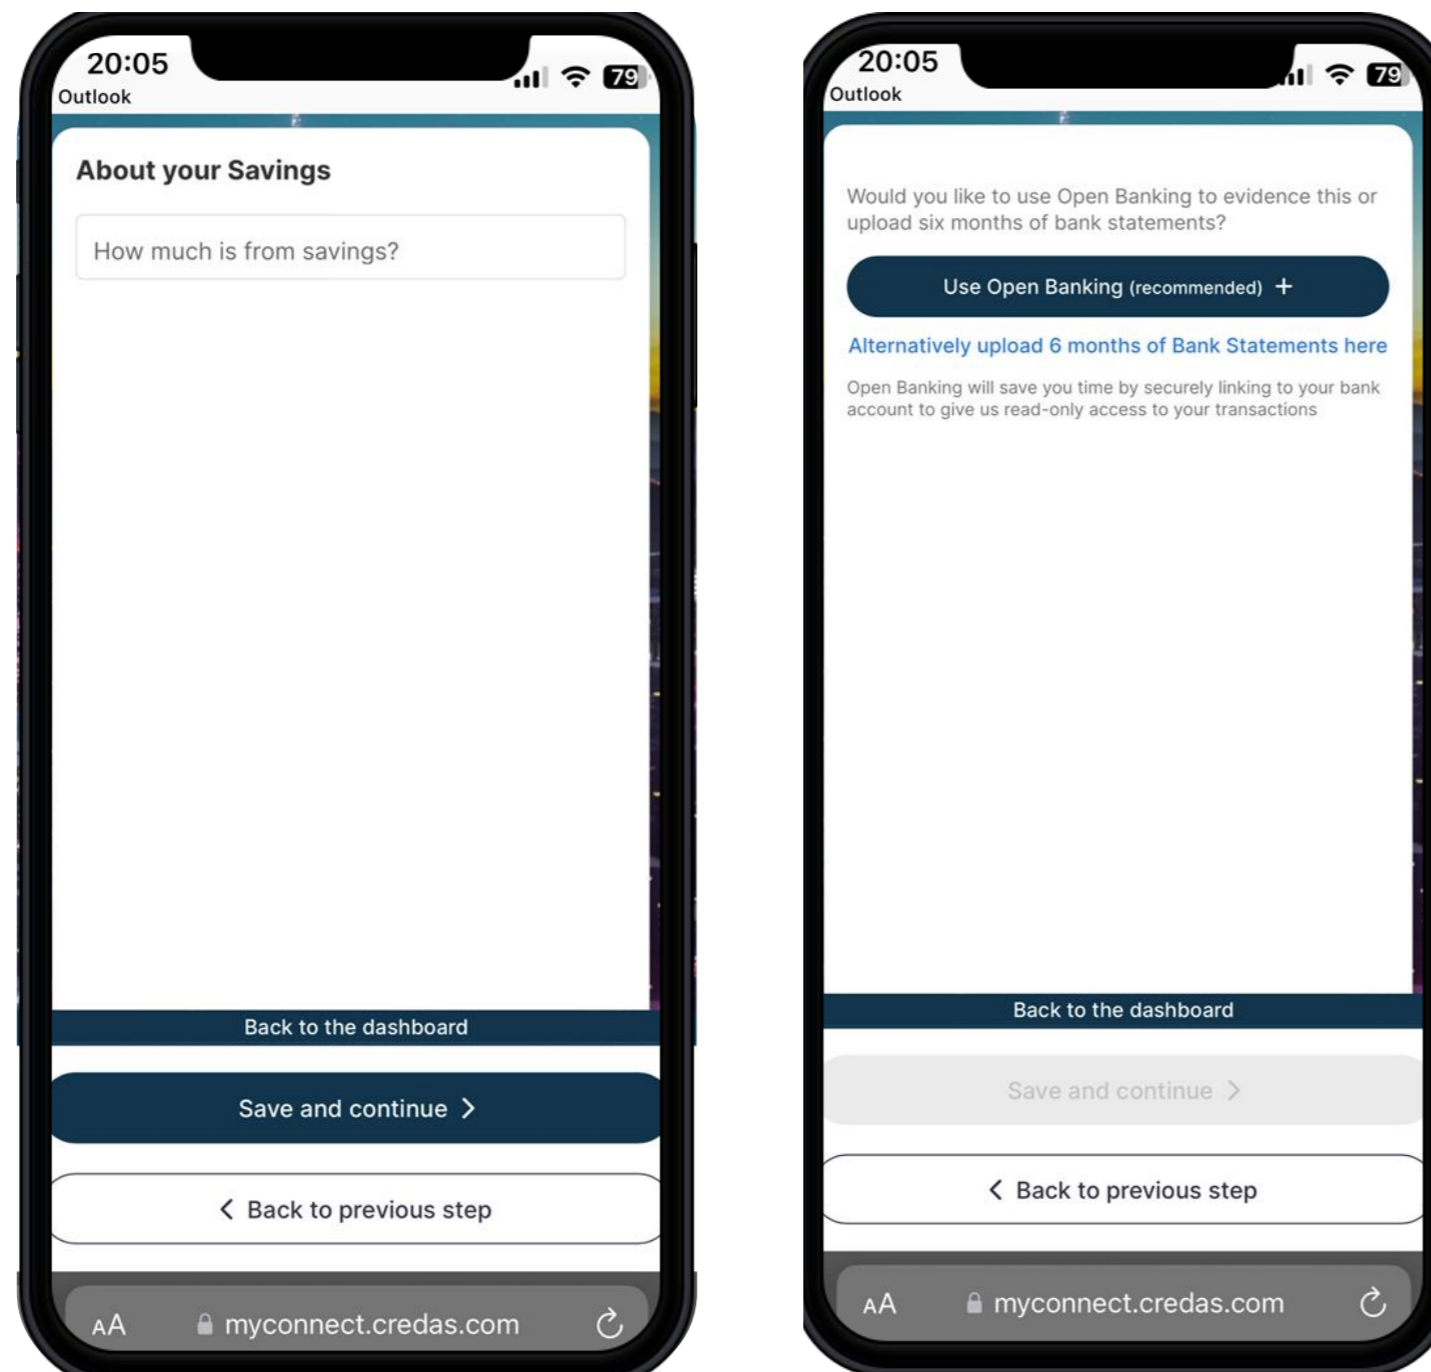 20:05
79
Outlook
About your Savings
How much is from savings?
Back to the dashboard
Save and continue >
< Back to previous step
AA
myconnect.credas.com
20:05
79
Outlook
Would you like to use Open Banking to evidence this or
upload six months of bank statements?
Use Open Banking (recommended) +
Alternatively upload 6 months of Bank Statements here
Open Banking will save you time by securely linking to your bank
account to give us read-only access to your transactions
Back to the dashboard
Save and continue >
< Back to previous step
AA
myconnect.credas.com